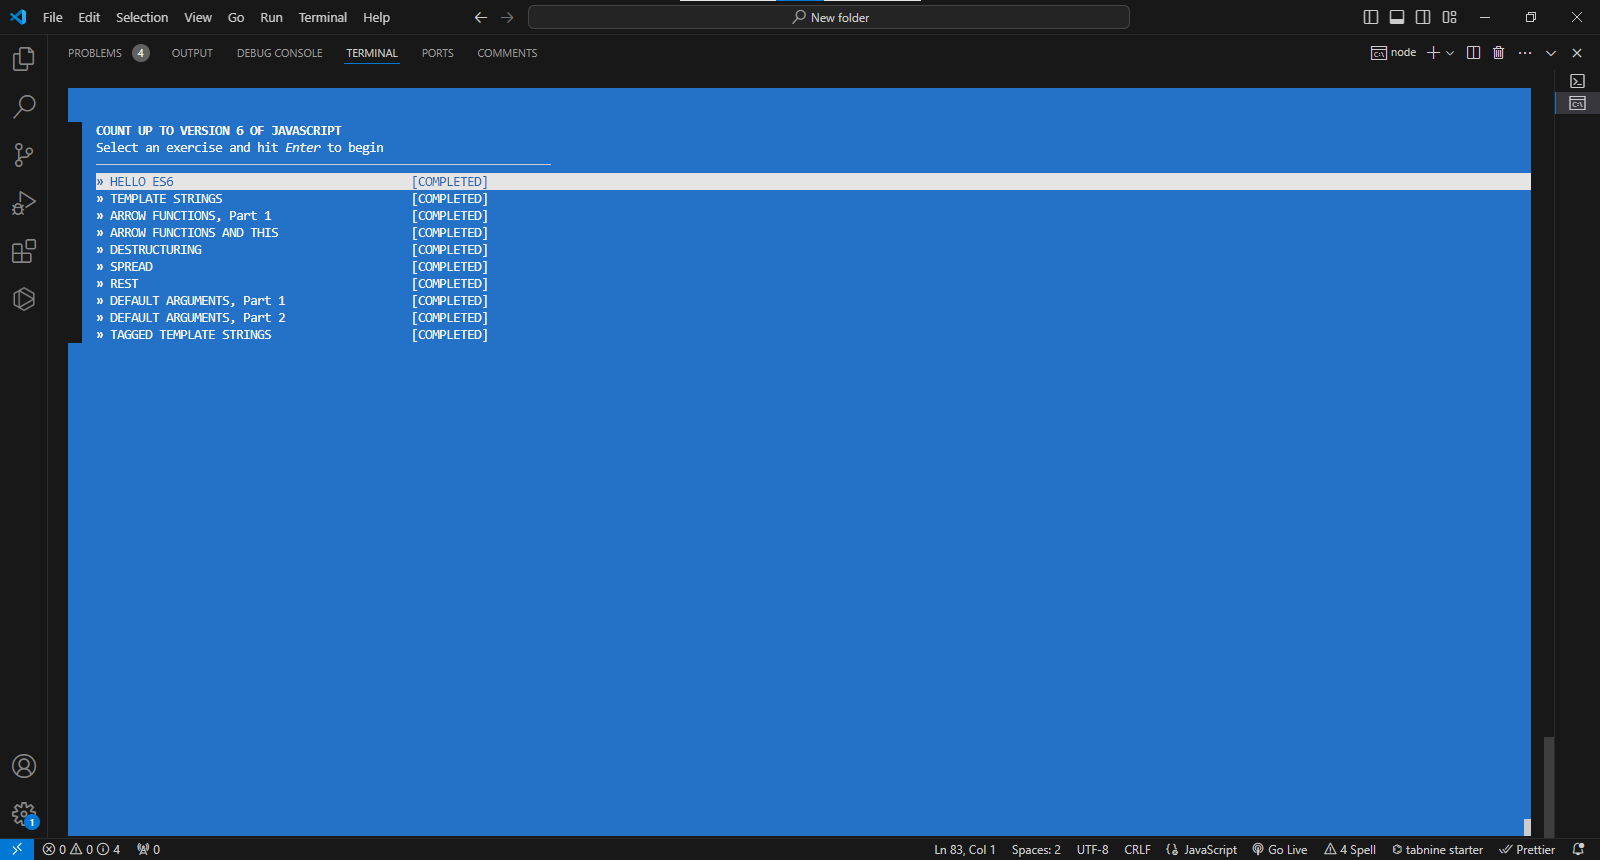 File Edit Selection View Go Run Terminal Help New folder
PROBLEMS 4 OUTPUT DEBUG CONSOLE TERMINAL PORTS COMMENTS node
COUNT UP TO VERSION 6 OF JAVASCRIPT
Select an exercise and hit Enter to begin
» HELLO ES6 [COMPLETED]
» TEMPLATE STRINGS [COMPLETED]
» ARROW FUNCTIONS, Part 1 [COMPLETED]
» ARROW FUNCTIONS AND THIS [COMPLETED]
» DESTRUCTURING [COMPLETED]
» SPREAD [COMPLETED]
» REST [COMPLETED]
» DEFAULT ARGUMENTS, Part 1 [COMPLETED]
» DEFAULT ARGUMENTS, Part 2 [COMPLETED]
» TAGGED TEMPLATE STRINGS [COMPLETED]
1
0 0 4 0 Ln 83, Col 1 Spaces: 2 UTF-8 CRLF JavaScript Go Live 4 Spell tabnine starter Prettier